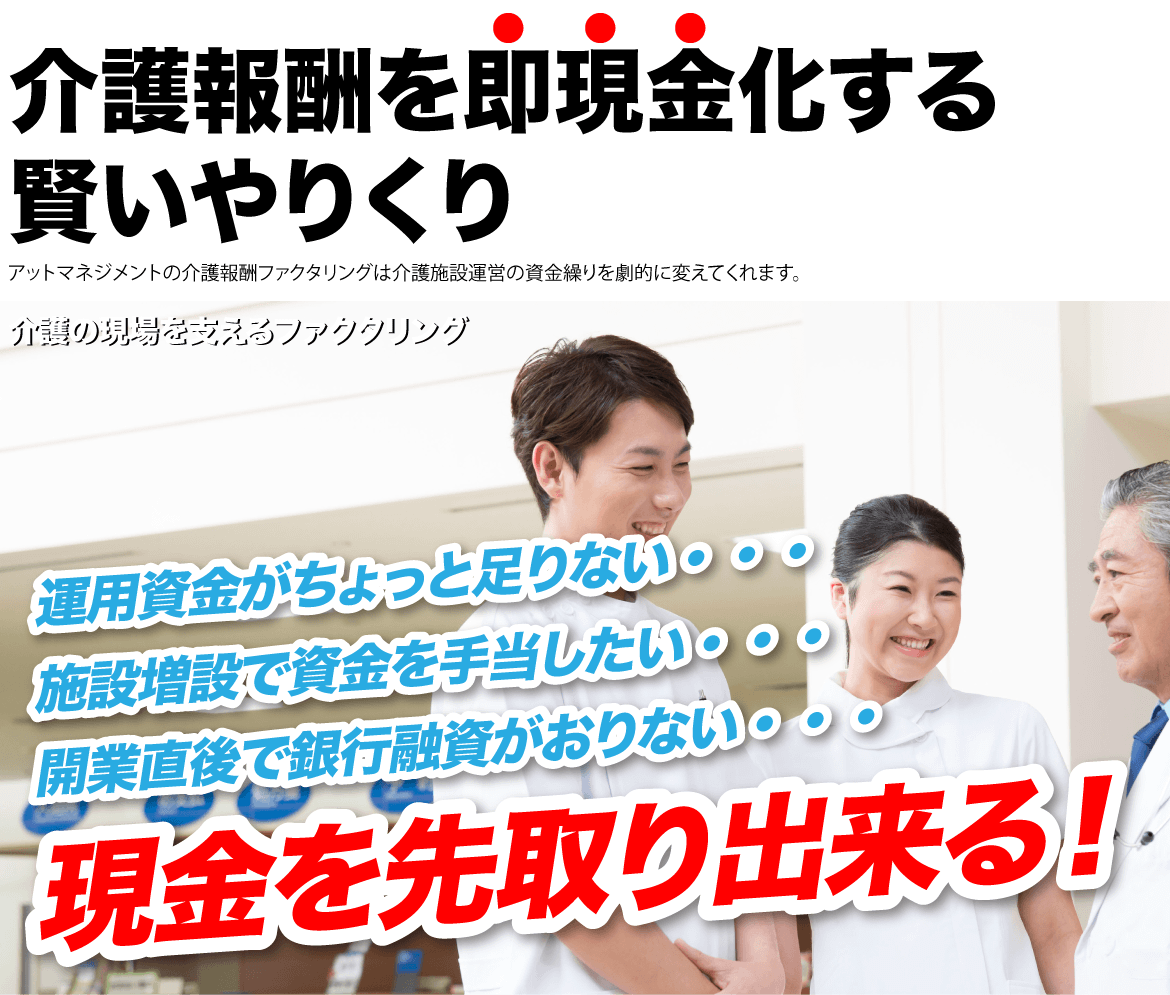 介護報酬を即現金化する
賢いやりくり
アットマネジメントの介護報酬ファクタリングは介護施設運営の資金繰りを劇的に変えてくれます。
介護の現場を支えるファクタリング
運用資金がちょっと足りない・・・
施設増設で資金を手当したい・・・
開業直後で銀行融資がおりない・・・
現金を先取り出来る！